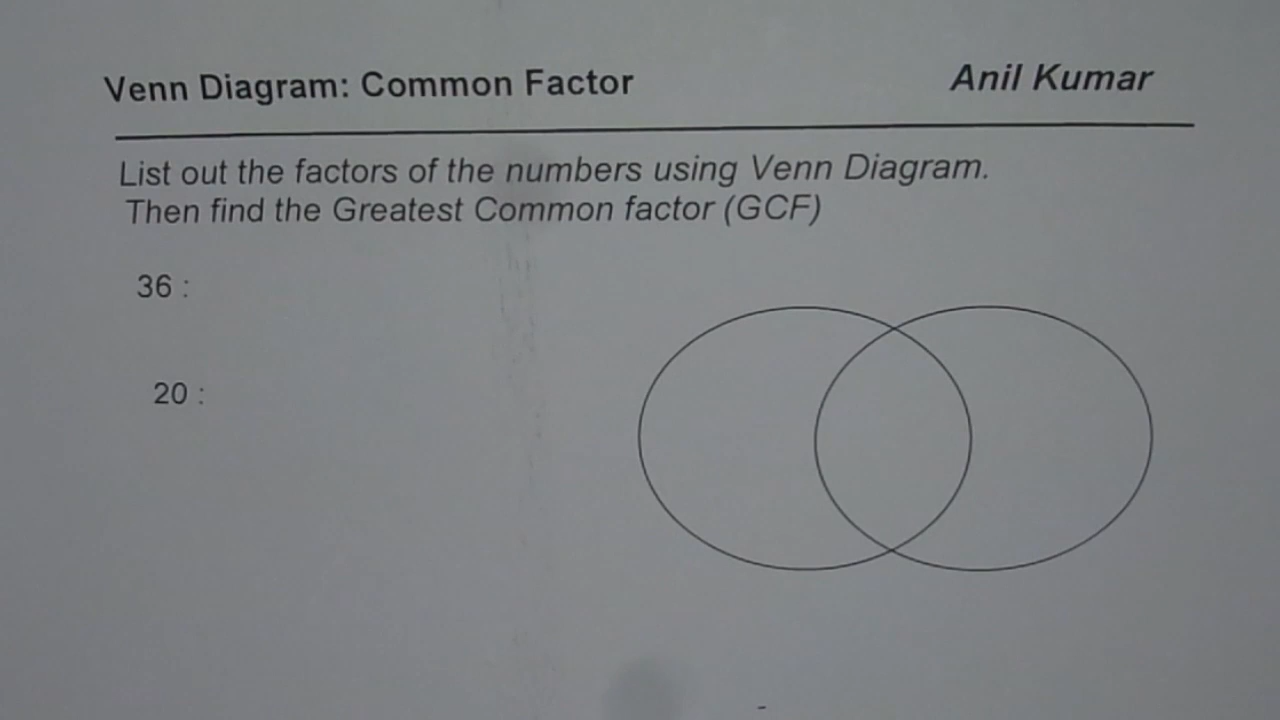 Venn Diagram: Common Factor
Anil Kumar
List out the factors of the numbers using Venn Diagram.
Then find the Greatest Common factor (GCF)
36 :
20 :